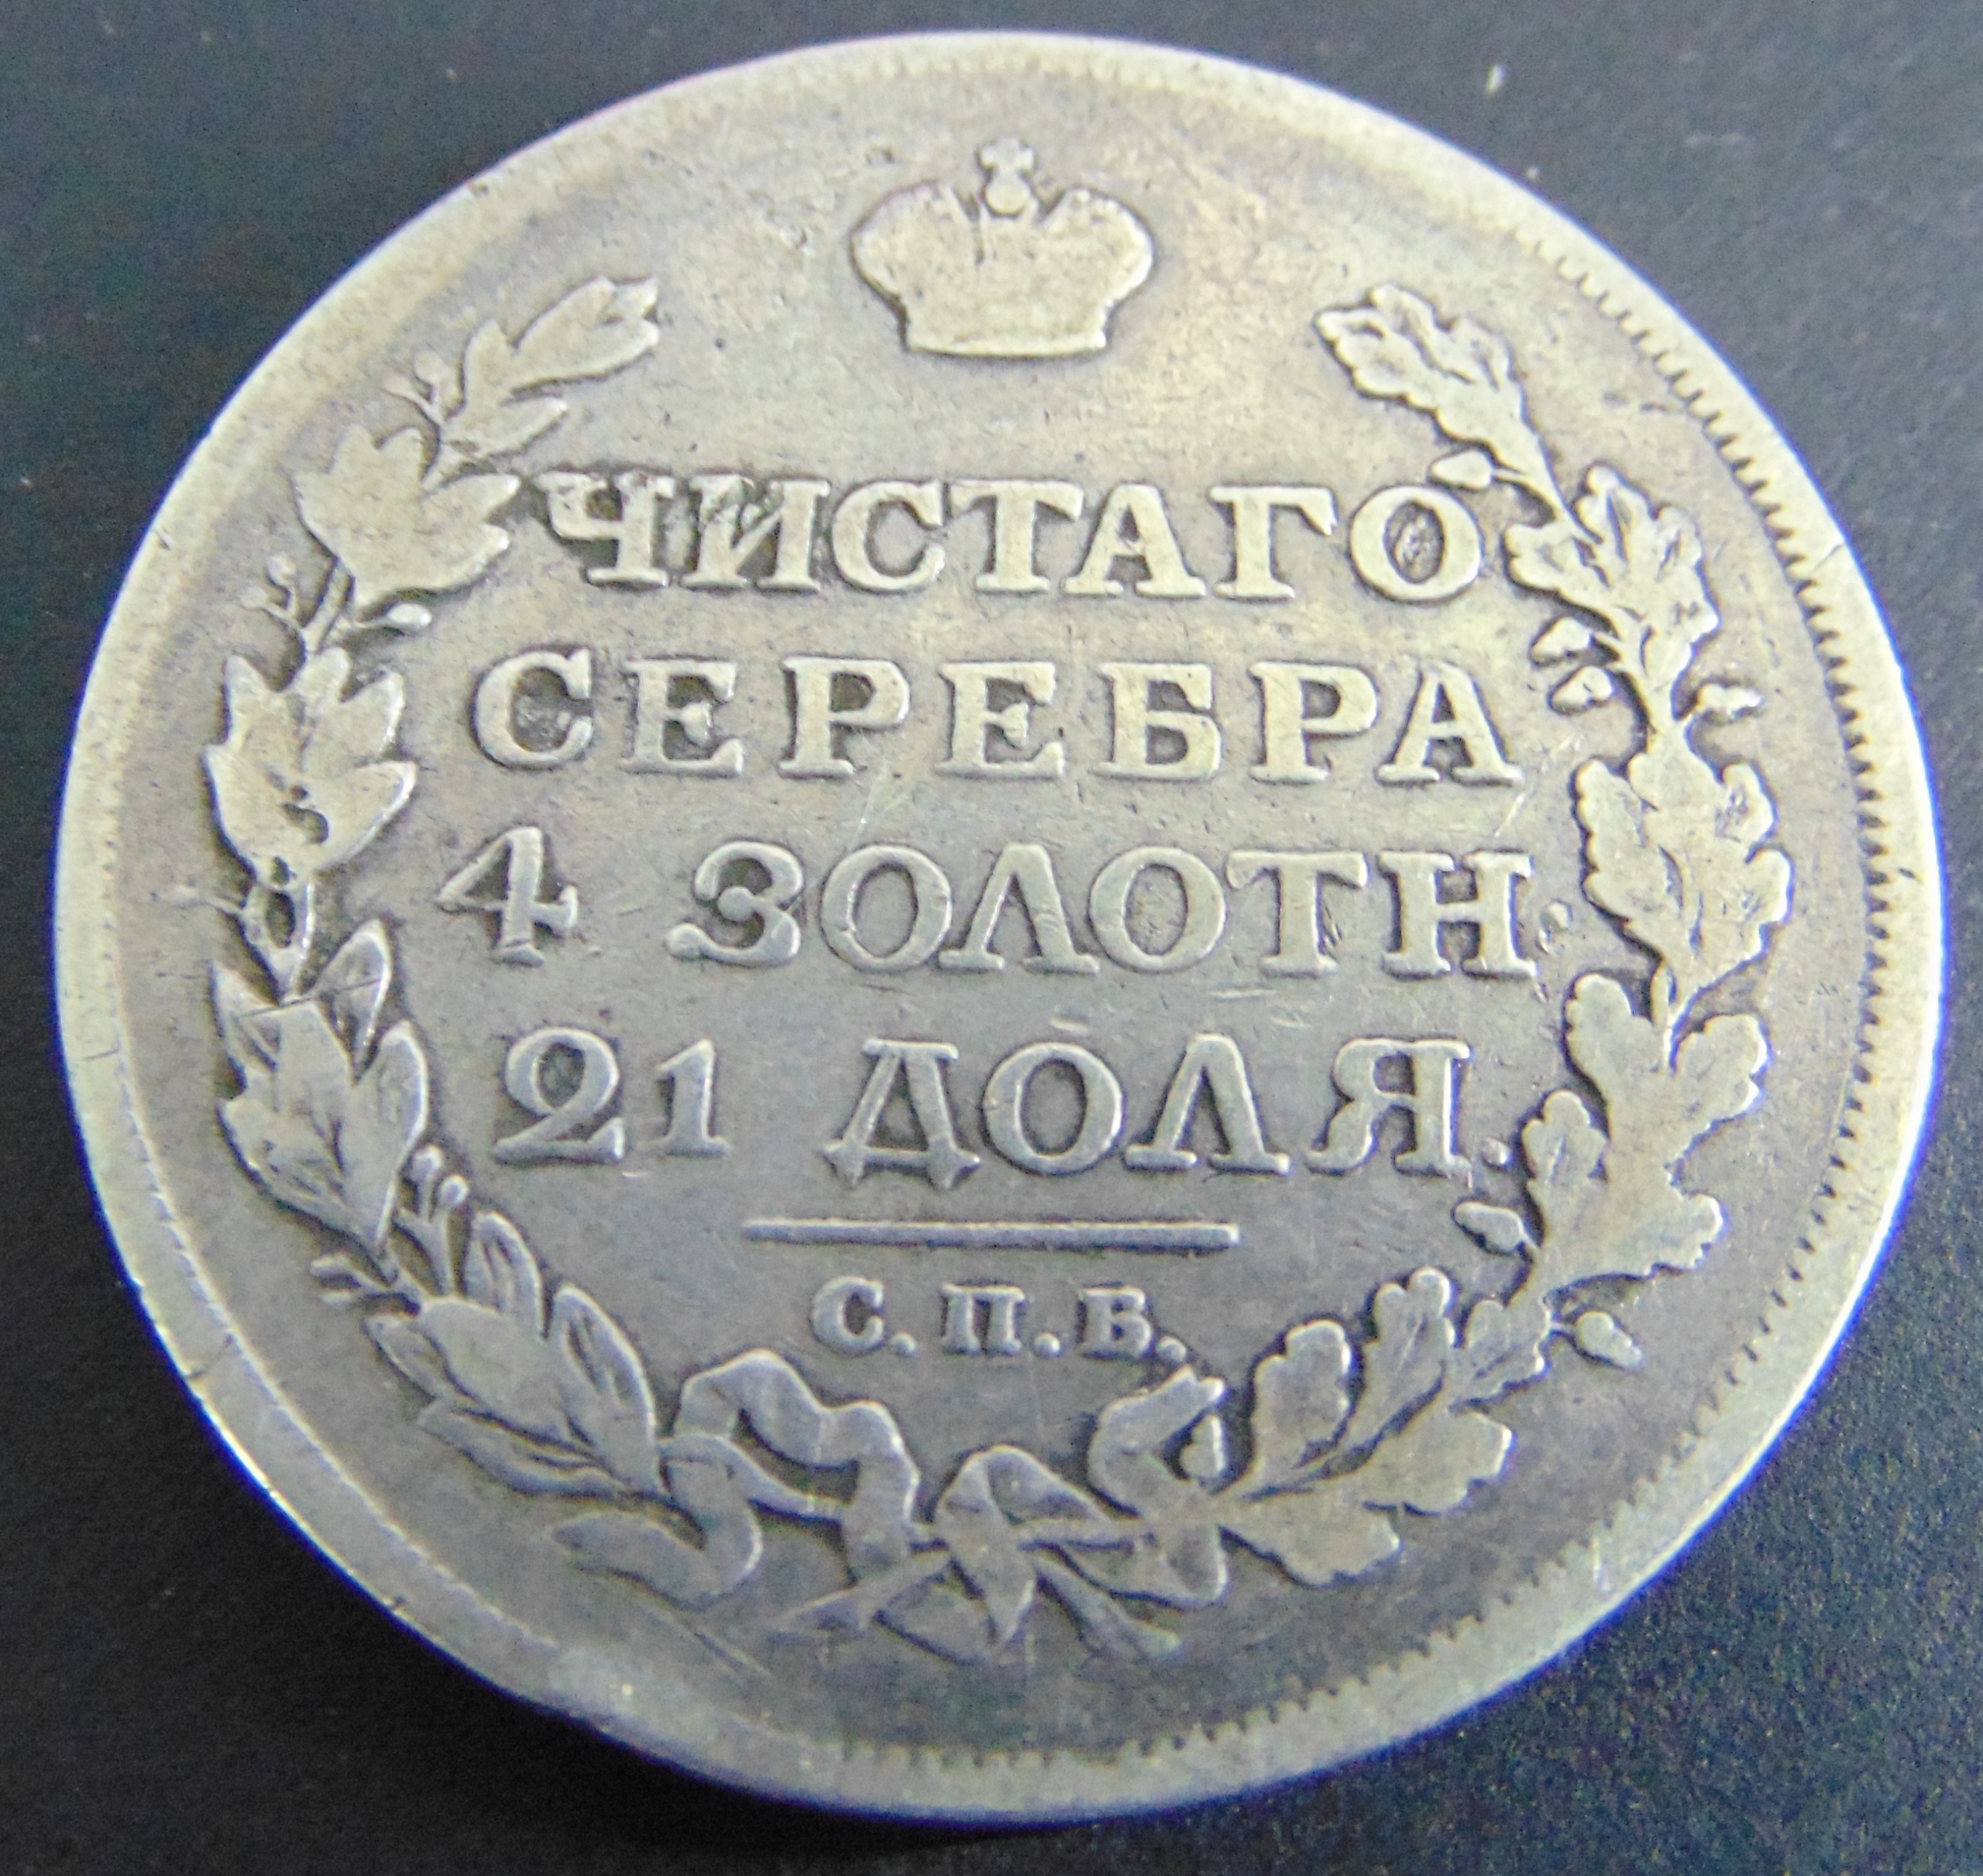 ЧИСТАГО
СЕРЕБРА
4 ЗОЛОТН.
21 ДОЛЯ.
С.П.Б.